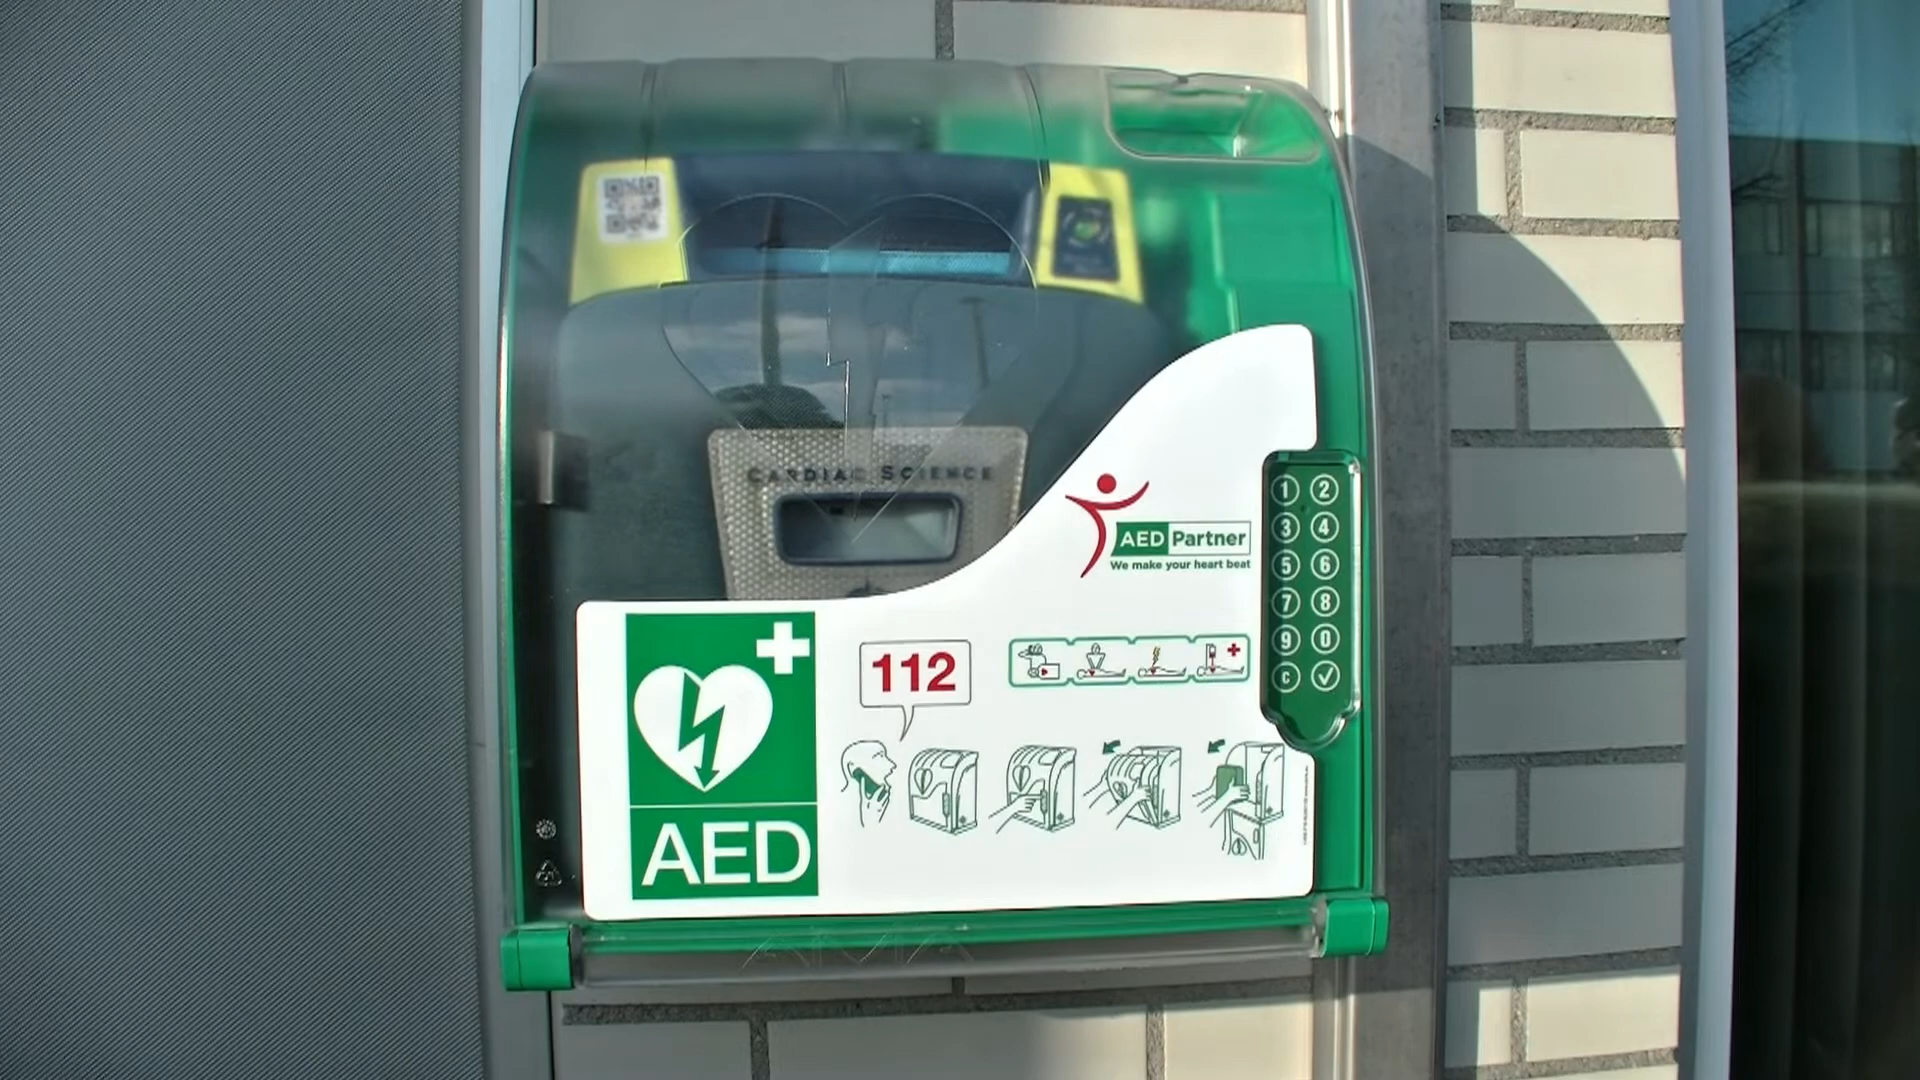 CARDIAC SCIENCE
AED Partner
We make your heart beat
1 2
3 4
5 6
7 8
9 0
C ✓
112
AED